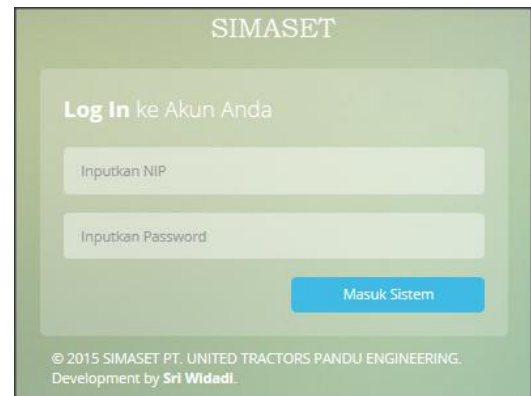 SIMASET
Log In ke Akun Anda
Inputkan NIP
Inputkan Password
Masuk Sistem
© 2015 SIMASET PT. UNITED TRACTORS PANDU ENGINEERING.
Development by Sri Widadi.